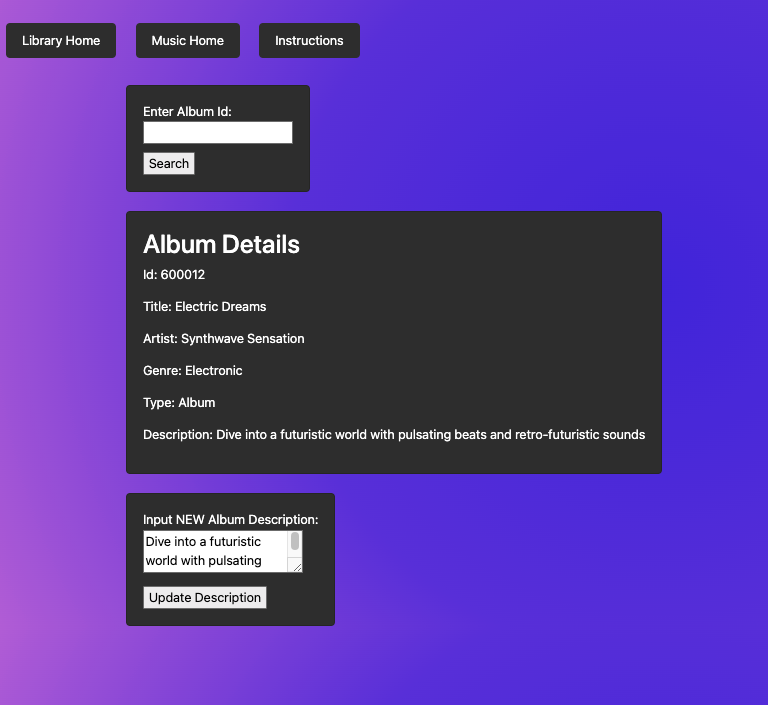 Library Home
Music Home
Instructions
Enter Album Id:
Search
Album Details
Id: 600012
Title: Electric Dreams
Artist: Synthwave Sensation
Genre: Electronic
Type: Album
Description: Dive into a futuristic world with pulsating beats and retro-futuristic sounds
Input NEW Album Description:
Dive into a futuristic
world with pulsating
Update Description